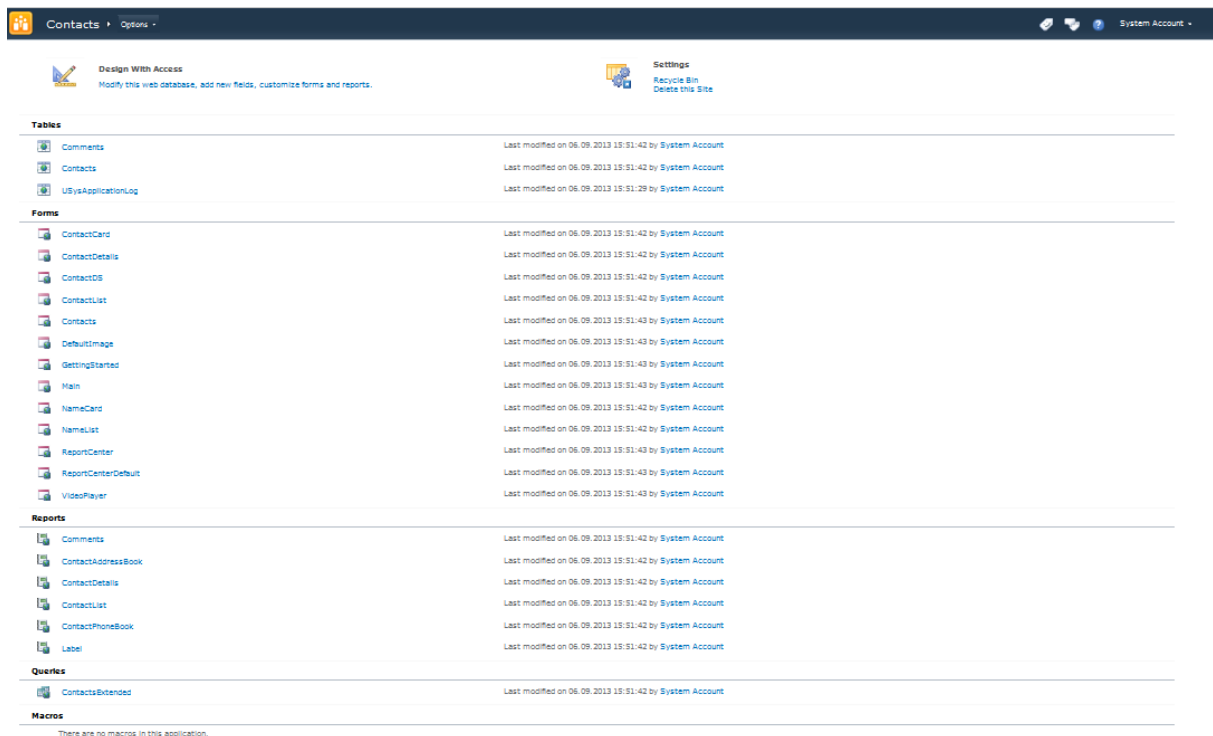 Contacts Options System Account
Design With Access
Modify this web database, add new fields, customize forms and reports.
Settings
Recycle Bin
Delete this Site
Tables
Comments Last modified on 06.09.2013 15:51:42 by System Account
Contacts Last modified on 06.09.2013 15:51:42 by System Account
USysApplicationLog Last modified on 06.09.2013 15:51:29 by System Account
Forms
ContactCard Last modified on 06.09.2013 15:51:42 by System Account
ContactDetails Last modified on 06.09.2013 15:51:42 by System Account
ContactDS Last modified on 06.09.2013 15:51:42 by System Account
ContactList Last modified on 06.09.2013 15:51:42 by System Account
Contacts Last modified on 06.09.2013 15:51:43 by System Account
DefaultImage Last modified on 06.09.2013 15:51:43 by System Account
GettingStarted Last modified on 06.09.2013 15:51:43 by System Account
Main Last modified on 06.09.2013 15:51:43 by System Account
NameCard Last modified on 06.09.2013 15:51:42 by System Account
NameList Last modified on 06.09.2013 15:51:42 by System Account
ReportCenter Last modified on 06.09.2013 15:51:43 by System Account
ReportCenterDefault Last modified on 06.09.2013 15:51:43 by System Account
VideoPlayer Last modified on 06.09.2013 15:51:43 by System Account
Reports
Comments Last modified on 06.09.2013 15:51:42 by System Account
ContactAddressBook Last modified on 06.09.2013 15:51:42 by System Account
ContactDetails Last modified on 06.09.2013 15:51:42 by System Account
ContactList Last modified on 06.09.2013 15:51:42 by System Account
ContactPhoneBook Last modified on 06.09.2013 15:51:42 by System Account
Label Last modified on 06.09.2013 15:51:42 by System Account
Queries
ContactsExtended Last modified on 06.09.2013 15:51:42 by System Account
Macros
There are no macros in this application.